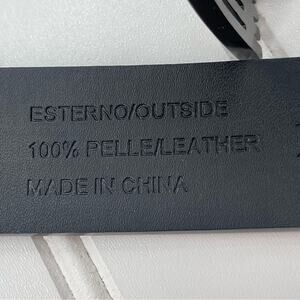 ESTERNO/OUTSIDE
100% PELLE/LEATHER
MADE IN CHINA